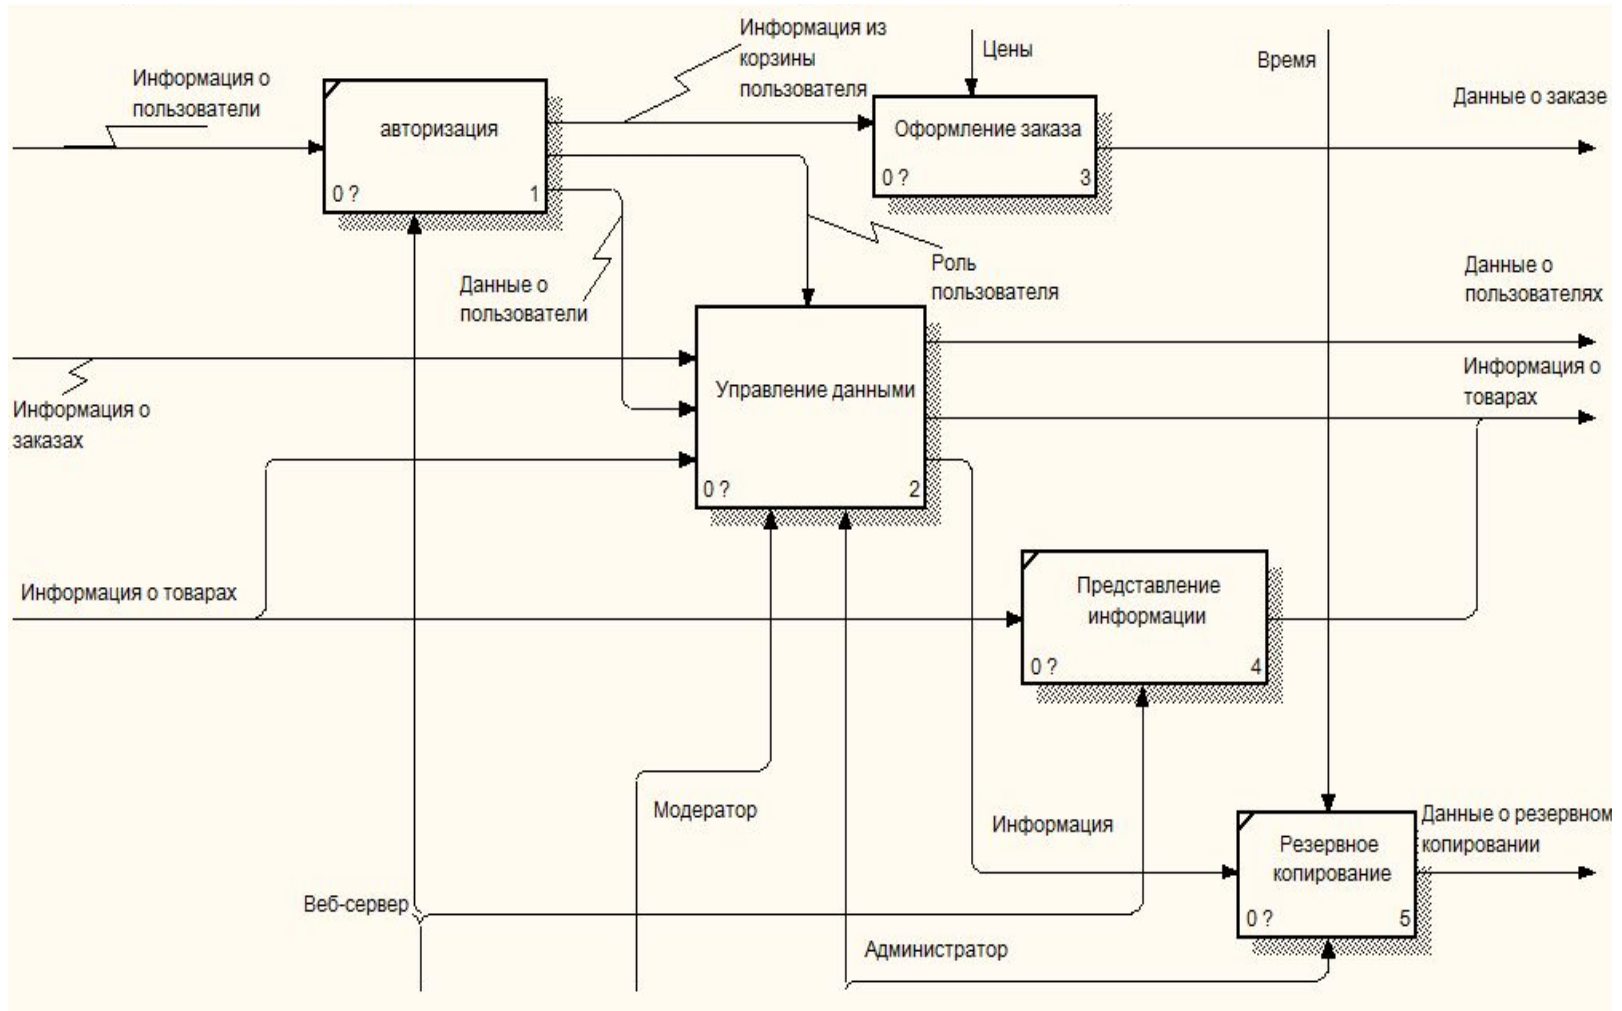 Информация из
корзины
пользователя
Цены
Время
Информация о
пользователи
Данные о заказе
авторизация
0 ?
1
Оформление заказа
0 ?
3
Данные о
пользователи
Роль
пользователя
Данные о
пользователях
Информация о
товарах
Управление данными
0 ?
2
Информация о
заказах
Информация о товарах
Представление
информации
0 ?
4
Модератор
Информация
Данные о резервном
копировании
Резервное
копирование
0 ?
5
Веб-сервер
Администратор